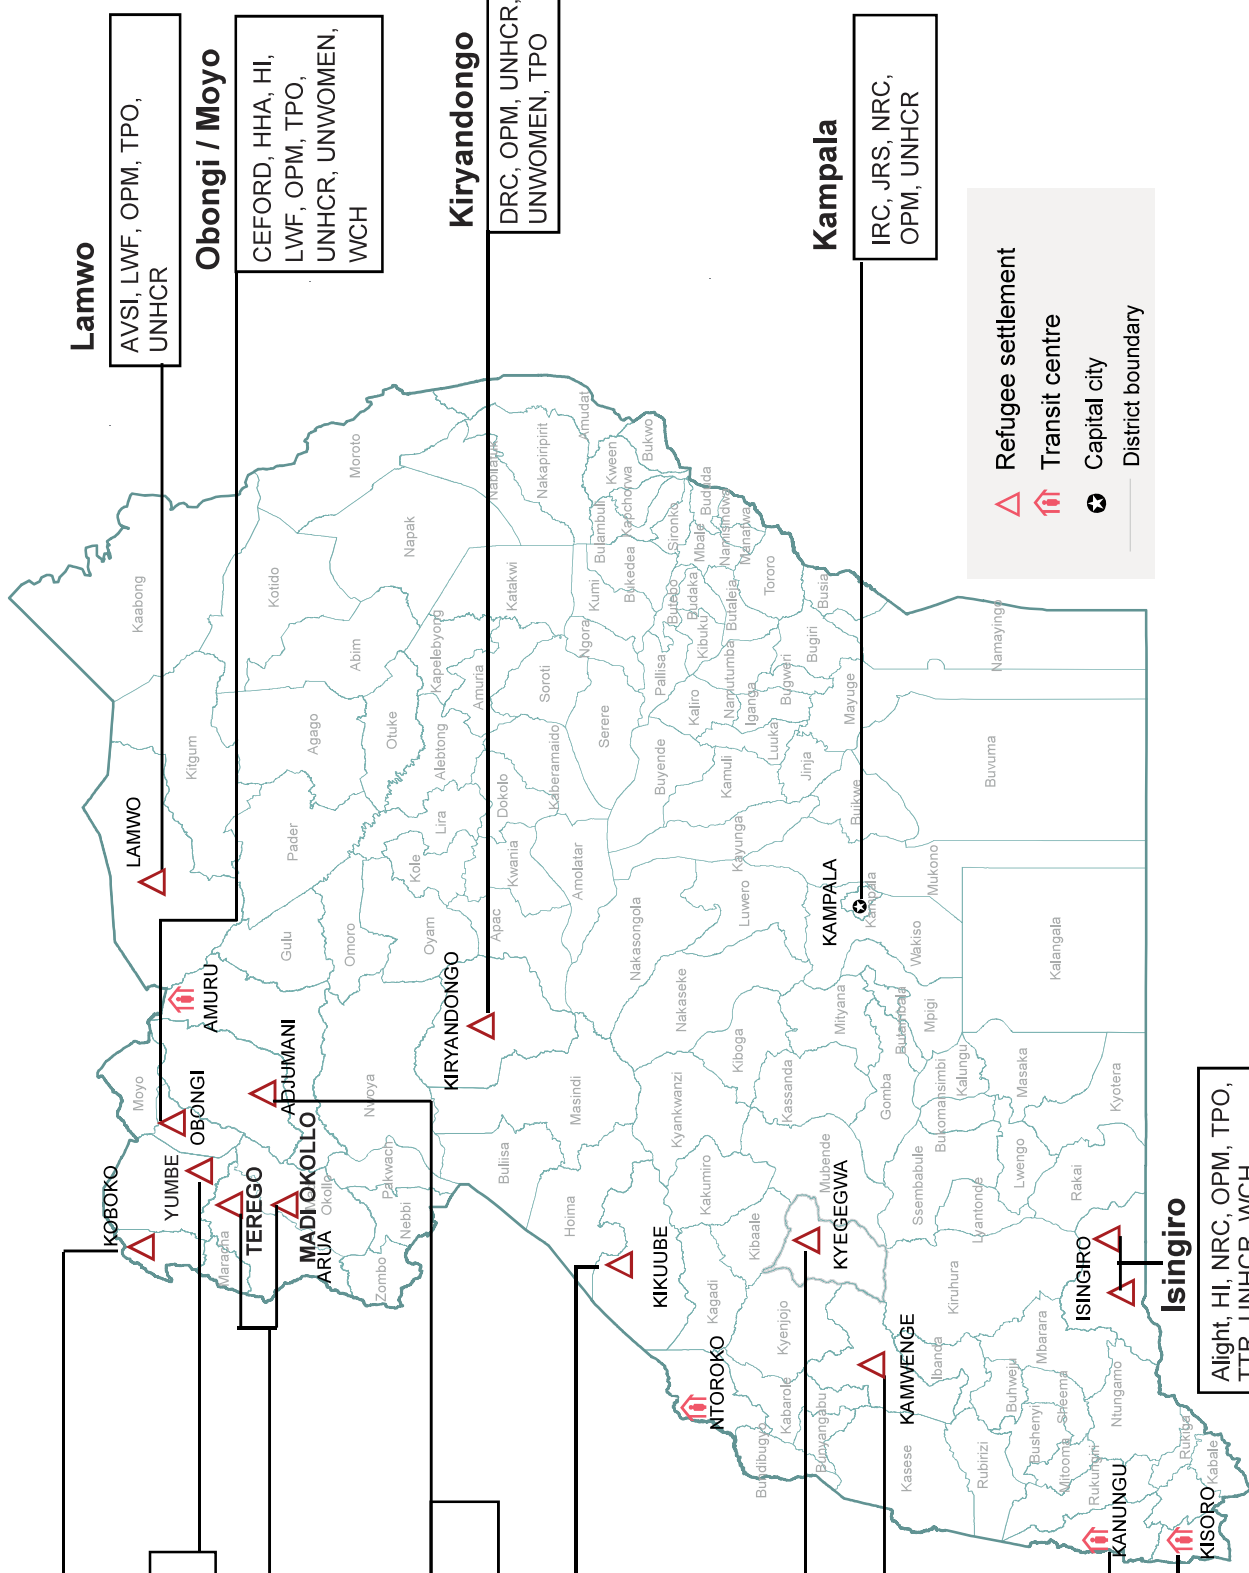 Lamwo
AVSI, LWF, OPM, TPO,
UNHCR
Obongi / Moyo
CEFORD, HHA, HI,
LWF, OPM, TPO,
UNHCR, UNWOMEN,
WCH
Kiryandongo
DRC, OPM, UNHCR,
UNWOMEN, TPO
Kampala
IRC, JRS, NRC,
OPM, UNHCR
Refugee settlement
Transit centre
Capital city
District boundary
Isingiro
Alight, HI, NRC, OPM, TPO,
TTR, UNHCR, WCH
KOBOKO
YUMBE
OBONGI
AMURU
LAMWO
TEREGO
MADI OKOLLO
ARUA
ADJUMANI
KIRYANDONGO
KIKUUBE
NTOROKO
KYEGEGWA
KAMWENGE
KAMPALA
ISINGIRO
KANUNGU
KISORO
Kaabong
Kitgum
Kotido
Moroto
Napak
Abim
Agago
Otuke
Pader
Gulu
Omoro
Moyo
Nwoya
Oyam
Kole
Lira
Alebtong
Kapelebyong
Amuria
Katakwi
Nakapiripirit
Amudat
Apac
Kwania
Dokolo
Kaberamaido
Amolatar
Soroti
Serere
Ngora
Kumi
Bukedea
Bulambuli
Kween
Kapchorwa
Bukwo
Sironko
Mbale
Bududa
Namisindwa
Manafwa
Tororo
Butebo
Budaka
Kibuku
Butaleja
Pallisa
Kaliro
Namutumba
Iganga
Bugweri
Bugiri
Busia
Namayingo
Mayuge
Luuka
Jinja
Kamuli
Buyende
Kayunga
Buikwe
Buvuma
Mukono
Kampala
Wakiso
Luwero
Nakasongola
Nakaseke
Kiboga
Kyankwanzi
Masindi
Buliisa
Hoima
Pakwach
Okollo
Nebbi
Zombo
Maracha
Kakumiro
Kibaale
Kagadi
Mubende
Kassanda
Mityana
Butambala
Mpigi
Gomba
Kalangala
Bukomansimbi
Kalungu
Masaka
Kyotera
Ssembabule
Lwengo
Lyantonde
Rakai
Kiruhura
Kyenjojo
Kabarole
Bunyangabu
Bundibugyo
Kasese
Ibanda
Mbarara
Buhweju
Sheema
Bushenyi
Mitooma
Rubirizi
Rukungiri
Ntungamo
Rukiga
Kabale